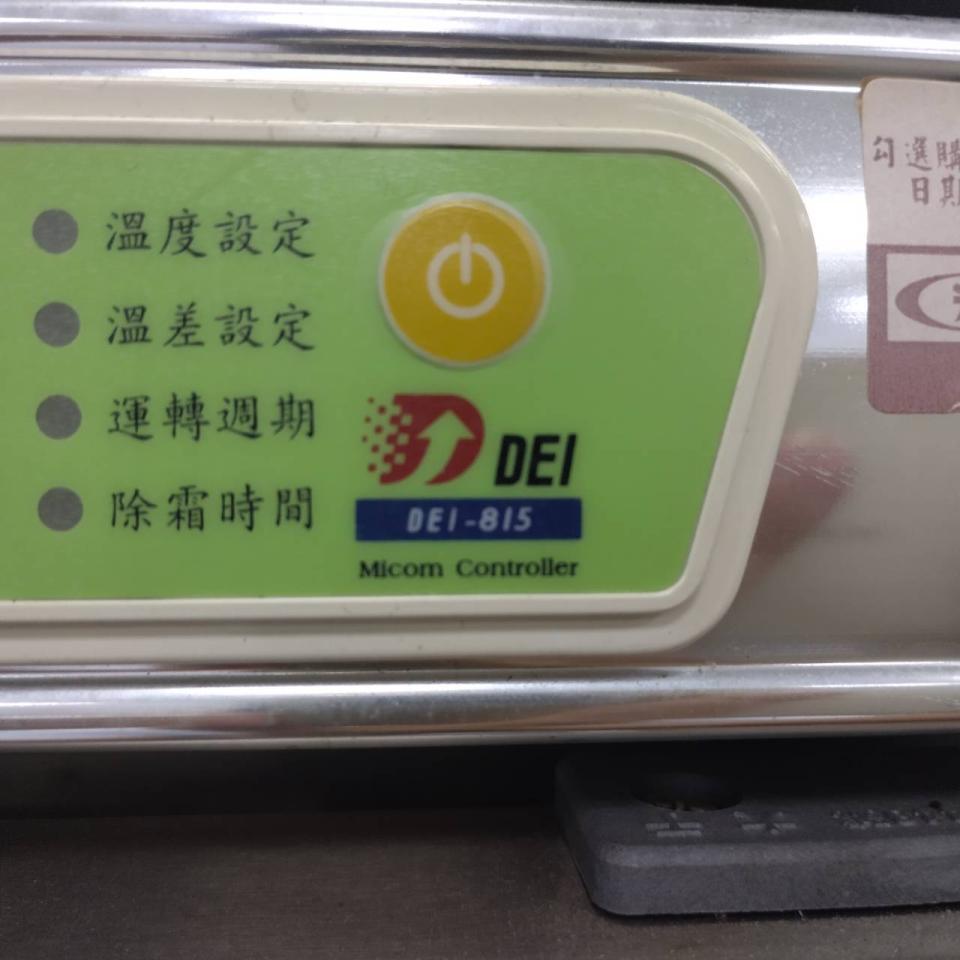 溫度設定
溫差設定
運轉週期
除霜時間
DEI
DEI-815
Micom Controller
勾選購
日期